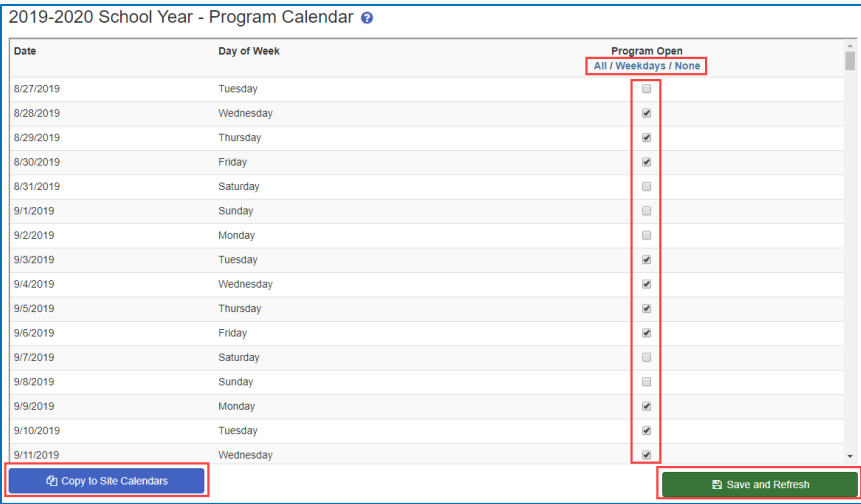 2019-2020 School Year - Program Calendar ?
Date Day of Week Program Open
All / Weekdays / None
8/27/2019 Tuesday
8/28/2019 Wednesday
8/29/2019 Thursday
8/30/2019 Friday
8/31/2019 Saturday
9/1/2019 Sunday
9/2/2019 Monday
9/3/2019 Tuesday
9/4/2019 Wednesday
9/5/2019 Thursday
9/6/2019 Friday
9/7/2019 Saturday
9/8/2019 Sunday
9/9/2019 Monday
9/10/2019 Tuesday
9/11/2019 Wednesday
Copy to Site Calendars Save and Refresh